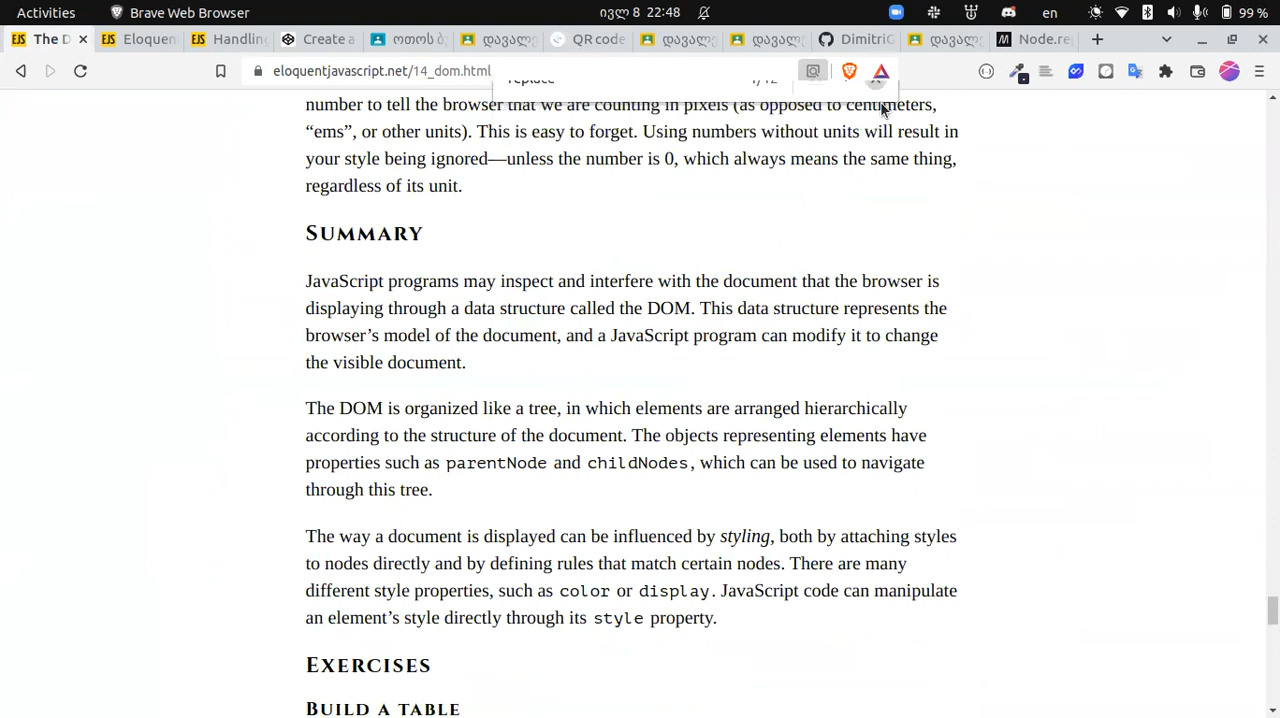 Activities Brave Web Browser ივლ 8 22:48 en 99 %
The D Eloquen Handling Create a ოთოს ბ დავალე QR code დავალე დავალე DimitriG დავალე Node.re
eloquentjavascript.net/14_dom.html
replace
number to tell the browser that we are counting in pixels (as opposed to centimeters,
“ems”, or other units). This is easy to forget. Using numbers without units will result in
your style being ignored—unless the number is 0, which always means the same thing,
regardless of its unit.
Summary
JavaScript programs may inspect and interfere with the document that the browser is
displaying through a data structure called the DOM. This data structure represents the
browser’s model of the document, and a JavaScript program can modify it to change
the visible document.
The DOM is organized like a tree, in which elements are arranged hierarchically
according to the structure of the document. The objects representing elements have
properties such as parentNode and childNodes, which can be used to navigate
through this tree.
The way a document is displayed can be influenced by styling, both by attaching styles
to nodes directly and by defining rules that match certain nodes. There are many
different style properties, such as color or display. JavaScript code can manipulate
an element’s style directly through its style property.
Exercises
Build a table